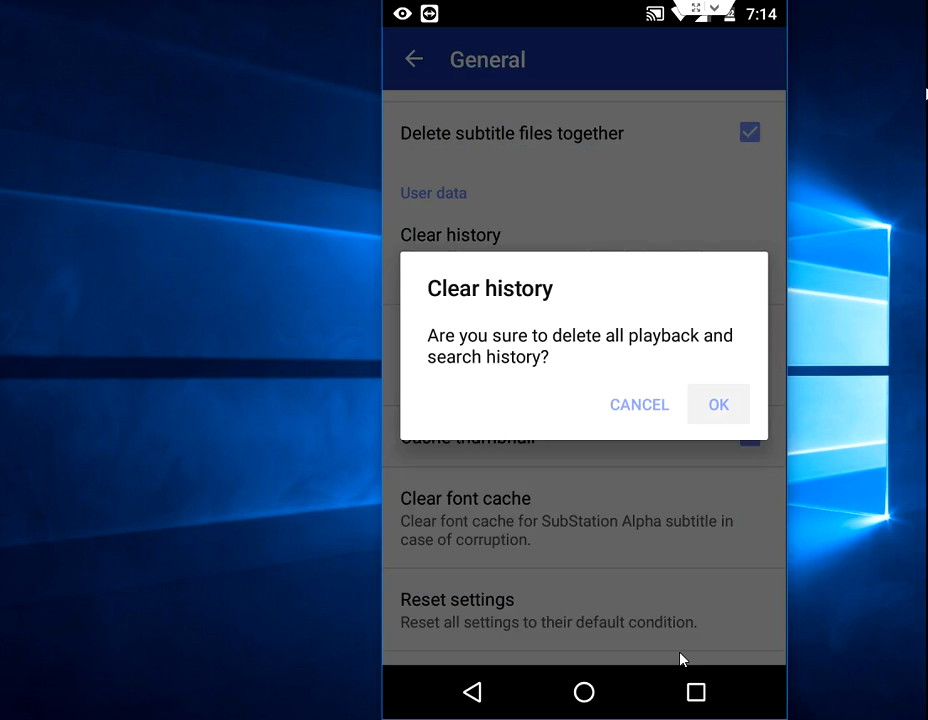 7:14
General
Delete subtitle files together
User data
Clear history
Clear history
Are you sure to delete all playback and
search history?
CANCEL OK
Cache thumbnail
Clear font cache
Clear font cache for SubStation Alpha subtitle in
case of corruption.
Reset settings
Reset all settings to their default condition.